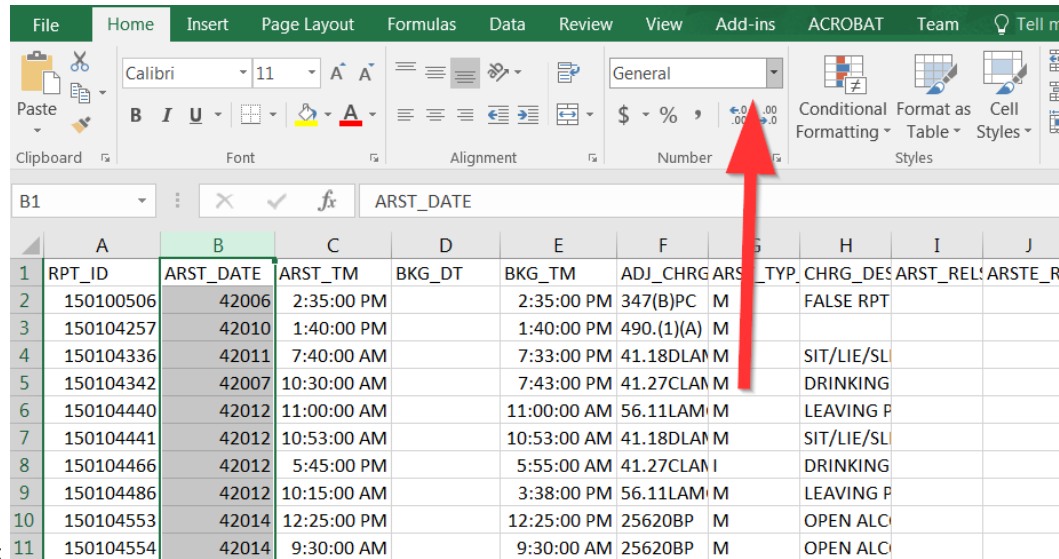 File Home Insert Page Layout Formulas Data Review View Add-ins ACROBAT Team Tell
Calibri 11 A A General
Paste B I U A $ % , Conditional Format as Cell
Formatting Table Styles
Clipboard Font Alignment Number Styles
B1 fx ARST_DATE
A B C D E F G H I J
1 RPT_ID ARST_DATE ARST_TM BKG_DT BKG_TM ADJ_CHRG ARST_TYP_ CHRG_DES ARST_RELS ARSTE_R
2 150100506 42006 2:35:00 PM 2:35:00 PM 347(B)PC M FALSE RPT
3 150104257 42010 1:40:00 PM 1:40:00 PM 490.(1)(A) M
4 150104336 42011 7:40:00 AM 7:33:00 PM 41.18DLAM M SIT/LIE/SLE
5 150104342 42007 10:30:00 AM 7:43:00 PM 41.27CLAM M DRINKING
6 150104440 42012 11:00:00 AM 11:00:00 AM 56.11LAM M LEAVING P
7 150104441 42012 10:53:00 AM 10:53:00 AM 41.18DLAM M SIT/LIE/SLE
8 150104466 42012 5:45:00 PM 5:55:00 AM 41.27CLAM I DRINKING
9 150104486 42012 10:15:00 AM 3:38:00 PM 56.11LAM M LEAVING P
10 150104553 42014 12:25:00 PM 12:25:00 PM 25620BP M OPEN ALC
11 150104554 42014 9:30:00 AM 9:30:00 AM 25620BP M OPEN ALC